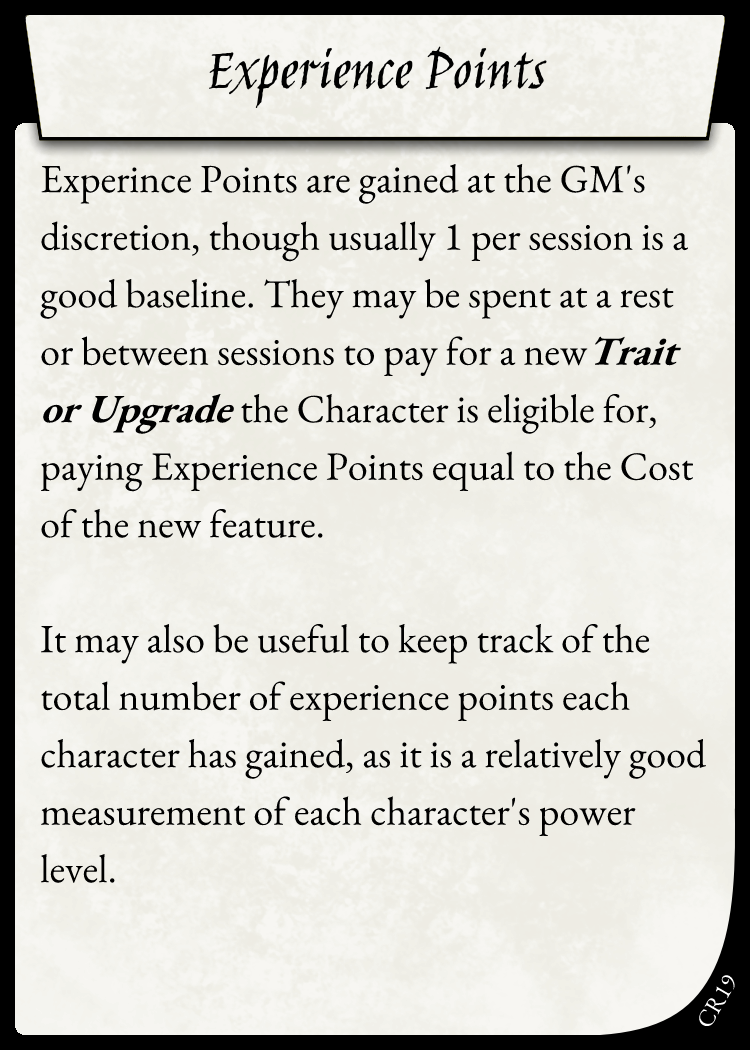 Experience Points
Experince Points are gained at the GM's
discretion, though usually 1 per session is a
good baseline. They may be spent at a rest
or between sessions to pay for a new Trait
or Upgrade the Character is eligible for,
paying Experience Points equal to the Cost
of the new feature.
It may also be useful to keep track of the
total number of experience points each
character has gained, as it is a relatively good
measurement of each character's power
level.
CR19